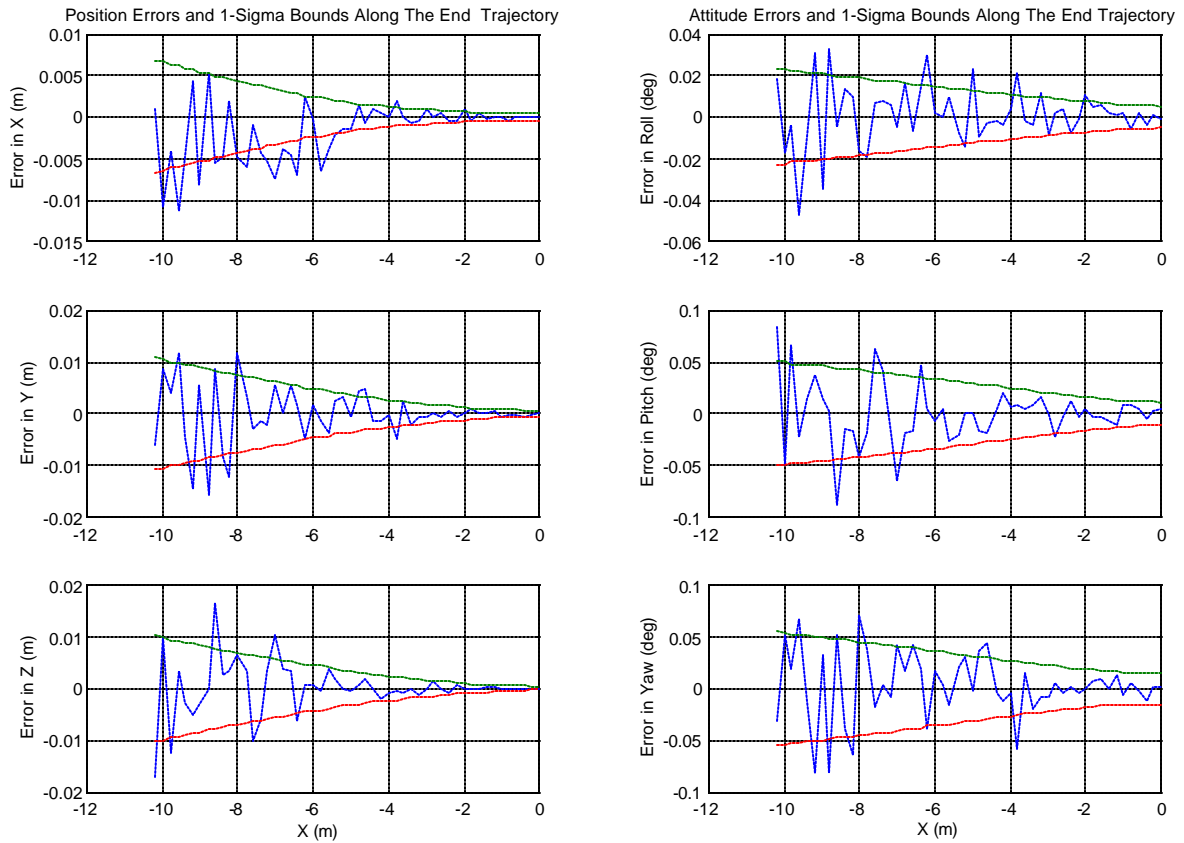 Position Errors and 1-Sigma Bounds Along The End Trajectory
0.01
0.005
0
-0.005
-0.01
-0.015
-12 -10 -8 -6 -4 -2 0
Error in X (m)
0.02
0.01
0
-0.01
-0.02
-12 -10 -8 -6 -4 -2 0
Error in Y (m)
0.02
0.01
0
-0.01
-0.02
-12 -10 -8 -6 -4 -2 0
Error in Z (m)
X (m)
Attitude Errors and 1-Sigma Bounds Along The End Trajectory
0.04
0.02
0
-0.02
-0.04
-0.06
-12 -10 -8 -6 -4 -2 0
Error in Roll (deg)
0.1
0.05
0
-0.05
-0.1
-12 -10 -8 -6 -4 -2 0
Error in Pitch (deg)
0.1
0.05
0
-0.05
-0.1
-12 -10 -8 -6 -4 -2 0
Error in Yaw (deg)
X (m)